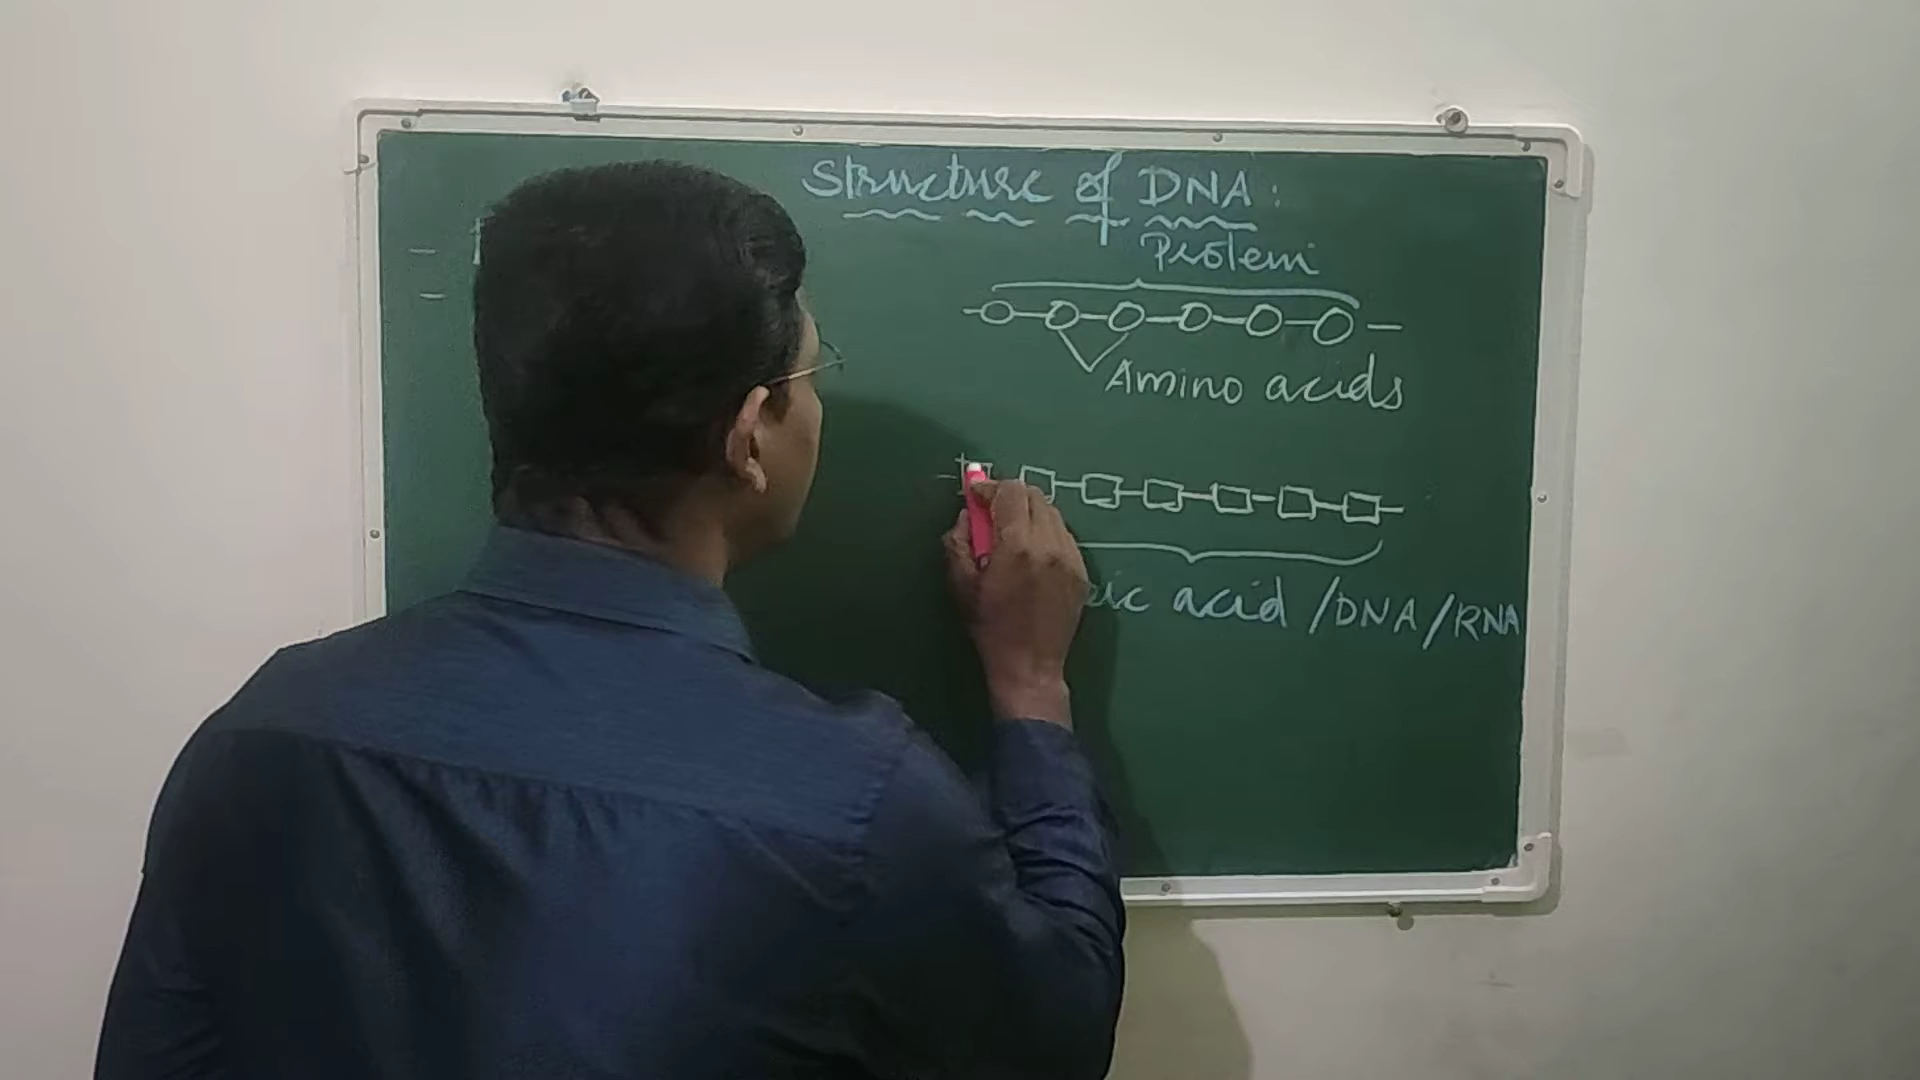 Structure of DNA:
Protein
Amino acids
acid /DNA/RNA